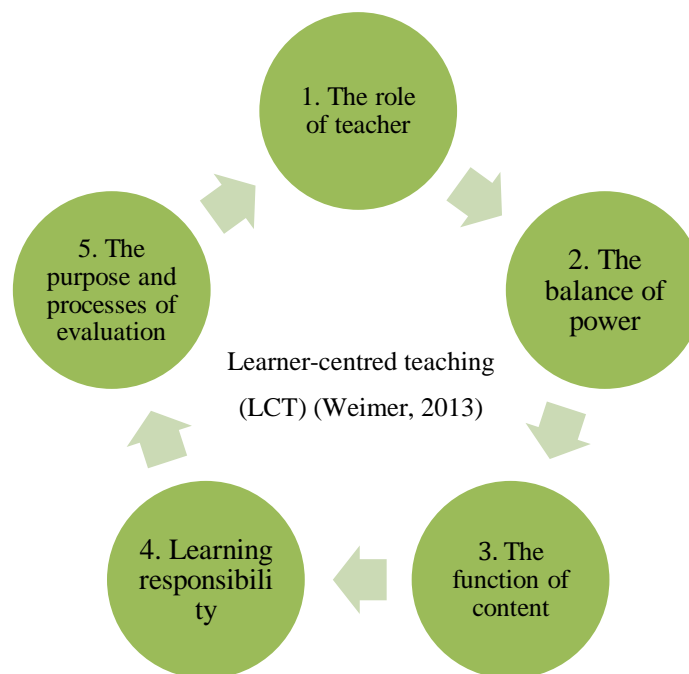 1. The role
of teacher
2. The
balance of
power
3. The
function of
content
4. Learning
responsibili
ty
5. The
purpose and
processes of
evaluation
Learner-centred teaching
(LCT) (Weimer, 2013)